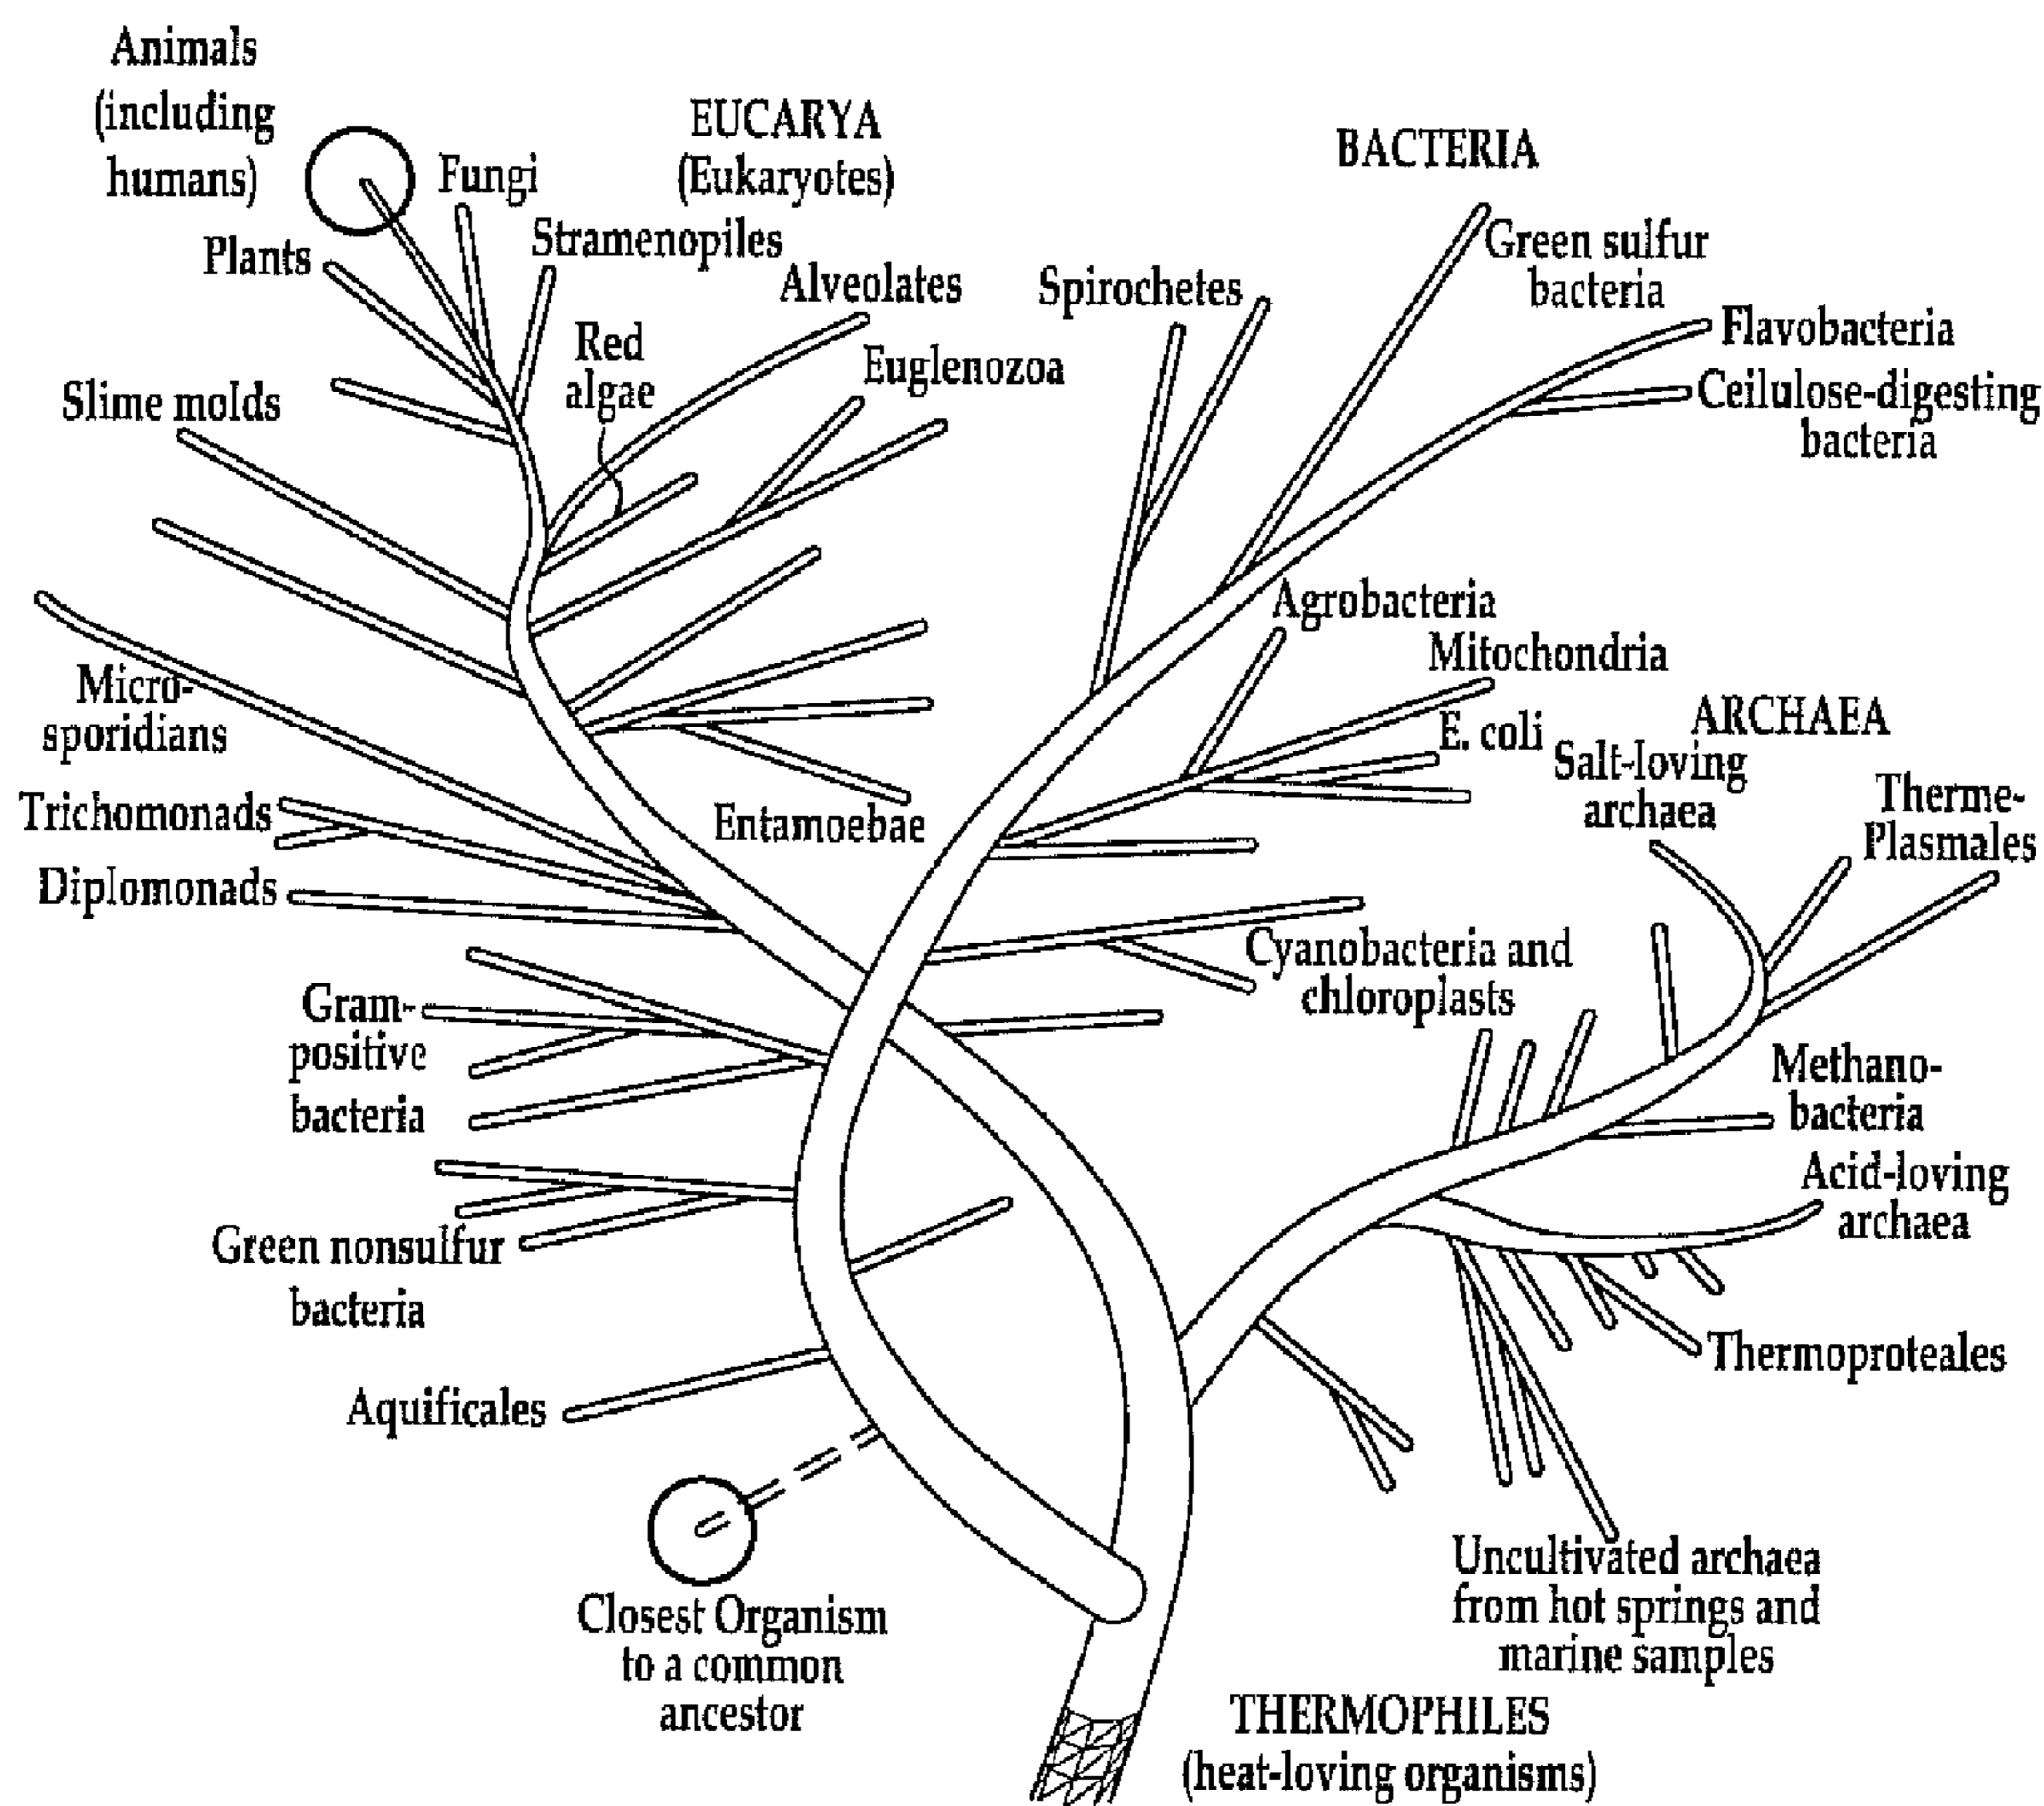 Animals
(including
humans)
Fungi
EUCARYA
(Eukaryotes)
BACTERIA
Plants
Stramenopiles
Alveolates
Spirochetes
Green sulfur
bacteria
Red
algae
Euglenozoa
Flavobacteria
Slime molds
Ceilulose-digesting
bacteria
Agrobacteria
Mitochondria
Micro-
sporidians
E. coli
ARCHAEA
Salt-loving
archaea
Therme-
Plasmales
Trichomonads
Entamoebae
Diplomonads
Cyanobacteria and
chloroplasts
Gram-
positive
bacteria
Methano-
bacteria
Acid-loving
archaea
Green nonsulfur
bacteria
Thermoproteales
Aquificales
Closest Organism
to a common
ancestor
Uncultivated archaea
from hot springs and
marine samples
THERMOPHILES
(heat-loving organisms)